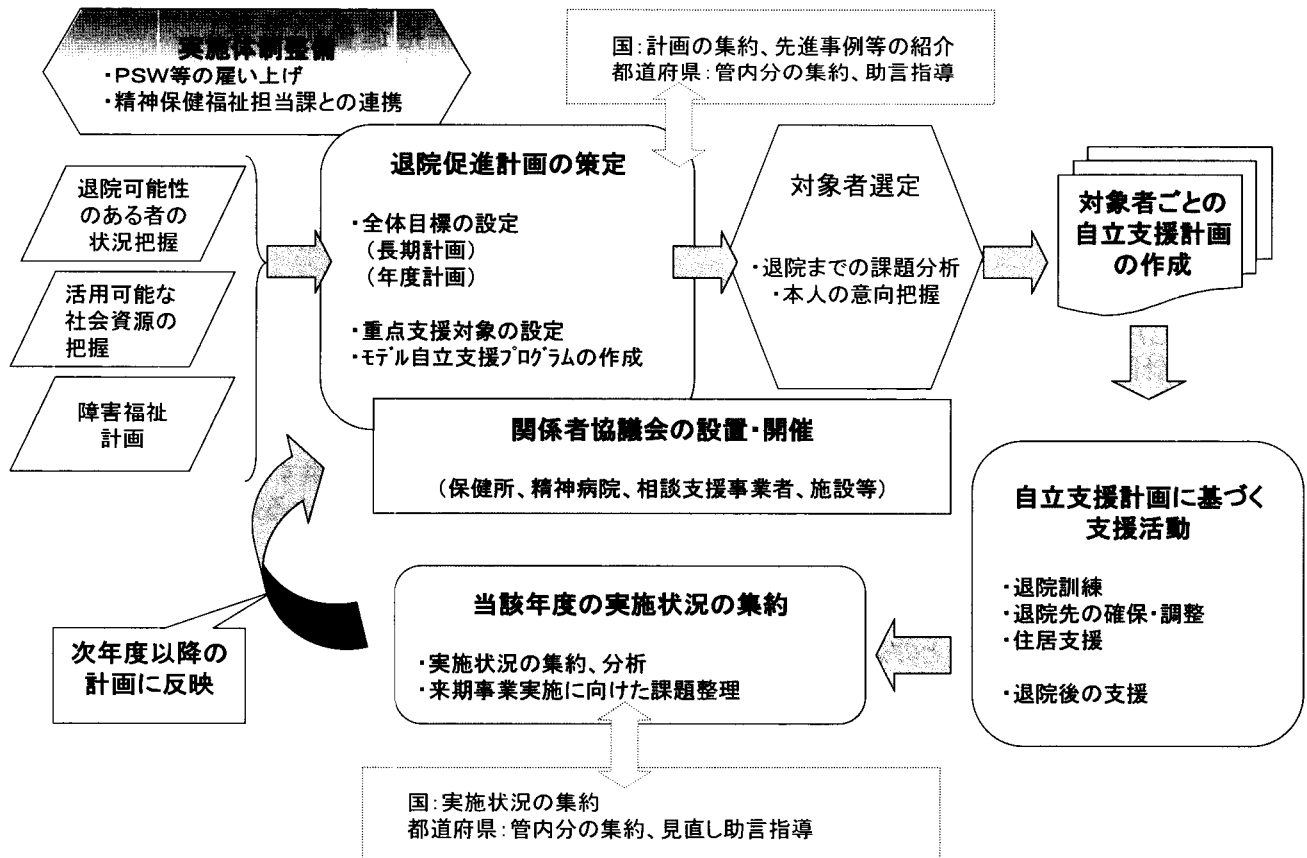 実施体制整備
・PSW等の雇い上げ
・精神保健福祉担当課との連携
国：計画の集約、先進事例等の紹介
都道府県：管内分の集約、助言指導
退院可能性
のある者の
状況把握
活用可能な
社会資源の
把握
障害福祉
計画
退院促進計画の策定
・全体目標の設定
（長期計画）
（年度計画）
・重点支援対象の設定
・ﾓﾃﾞﾙ自立支援ﾌﾟﾛｸﾞﾗﾑの作成
対象者選定
・退院までの課題分析
・本人の意向把握
対象者ごとの
自立支援計画
の作成
関係者協議会の設置・開催
（保健所、精神病院、相談支援事業者、施設等）
自立支援計画に基づく
支援活動
・退院訓練
・退院先の確保・調整
・住居支援
・退院後の支援
当該年度の実施状況の集約
・実施状況の集約、分析
・来期事業実施に向けた課題整理
次年度以降の
計画に反映
国：実施状況の集約
都道府県：管内分の集約、見直し助言指導